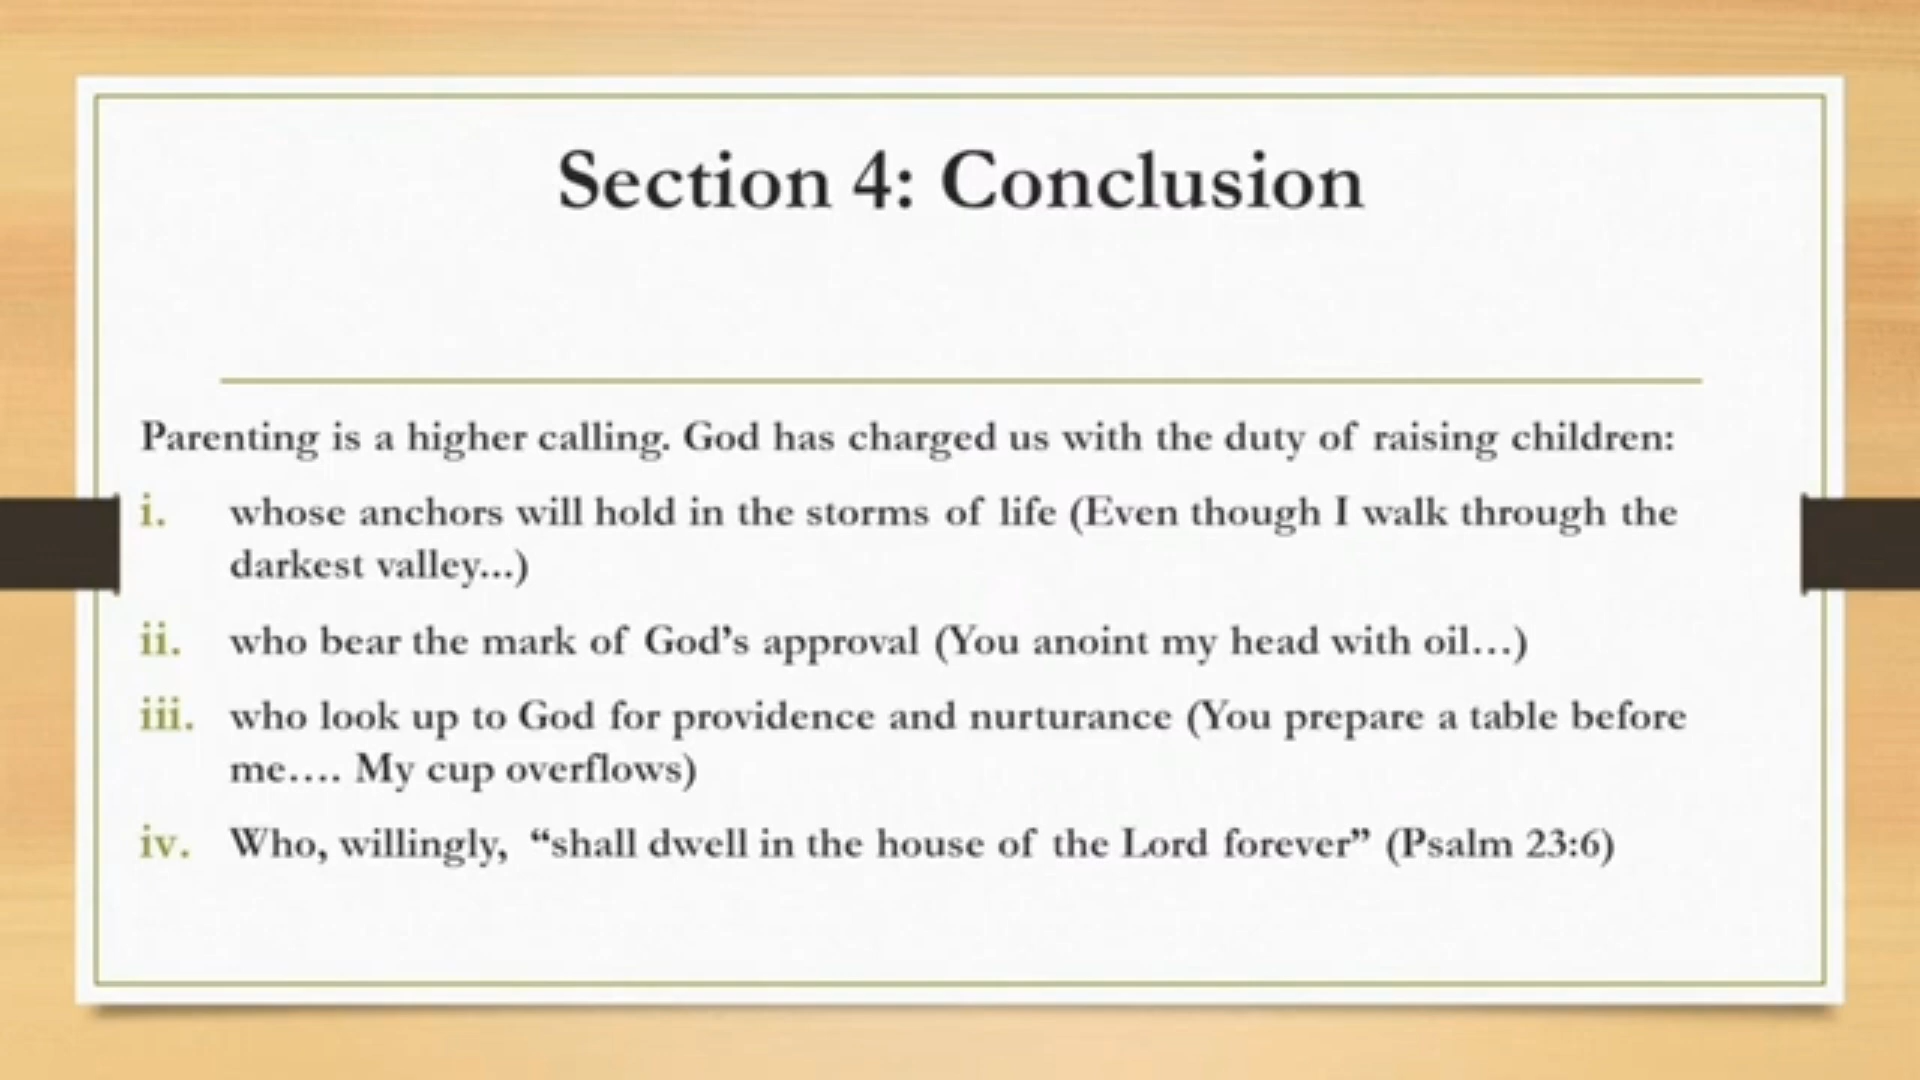 Section 4: Conclusion
Parenting is a higher calling. God has charged us with the duty of raising children:
i. whose anchors will hold in the storms of life (Even though I walk through the
darkest valley...)
ii. who bear the mark of God’s approval (You anoint my head with oil…)
iii. who look up to God for providence and nurturance (You prepare a table before
me…. My cup overflows)
iv. Who, willingly, “shall dwell in the house of the Lord forever” (Psalm 23:6)